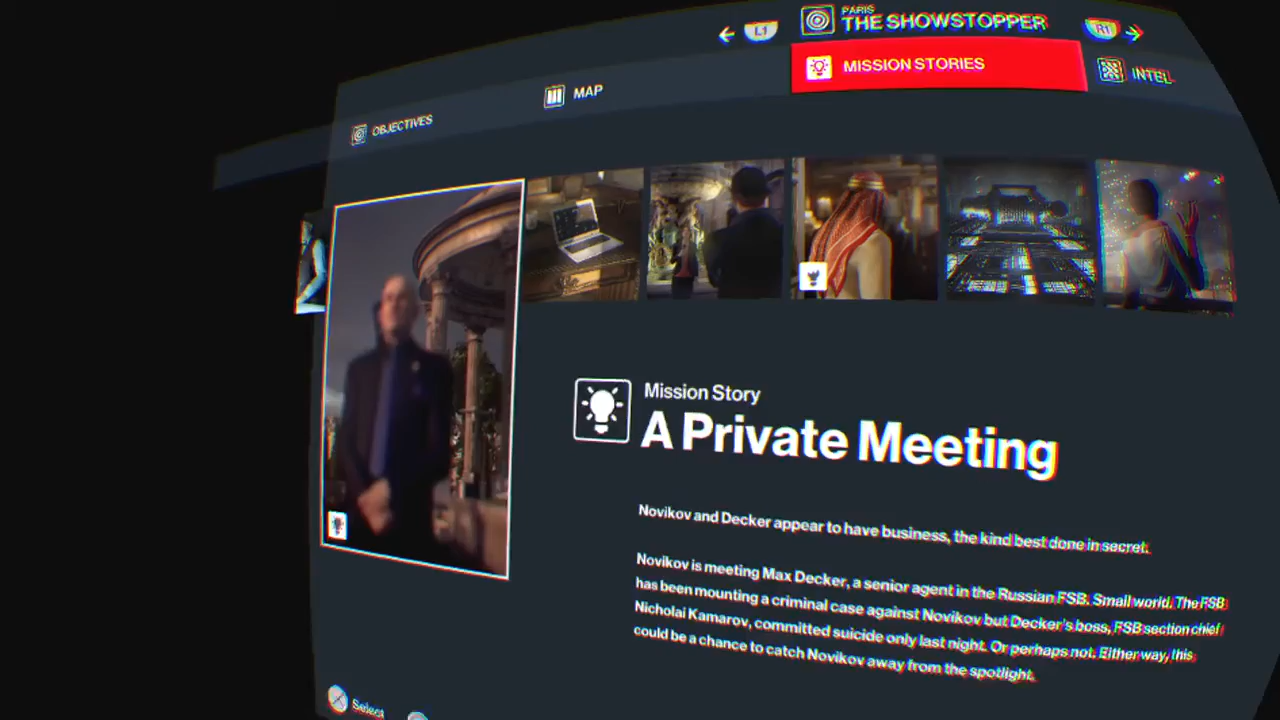 PARIS
L1 THE SHOWSTOPPER R1
OBJECTIVES MAP MISSION STORIES INTEL
Mission Story
A Private Meeting
Novikov and Decker appear to have business, the kind best done in secret.
Novikov is meeting Max Decker, a senior agent in the Russian FSB. Small world. The FSB
has been mounting a criminal case against Novikov but Decker's boss, FSB section chief
Nicholai Kamarov, committed suicide only last night. Or perhaps not. Either way, this
could be a chance to catch Novikov away from the spotlight.
Select